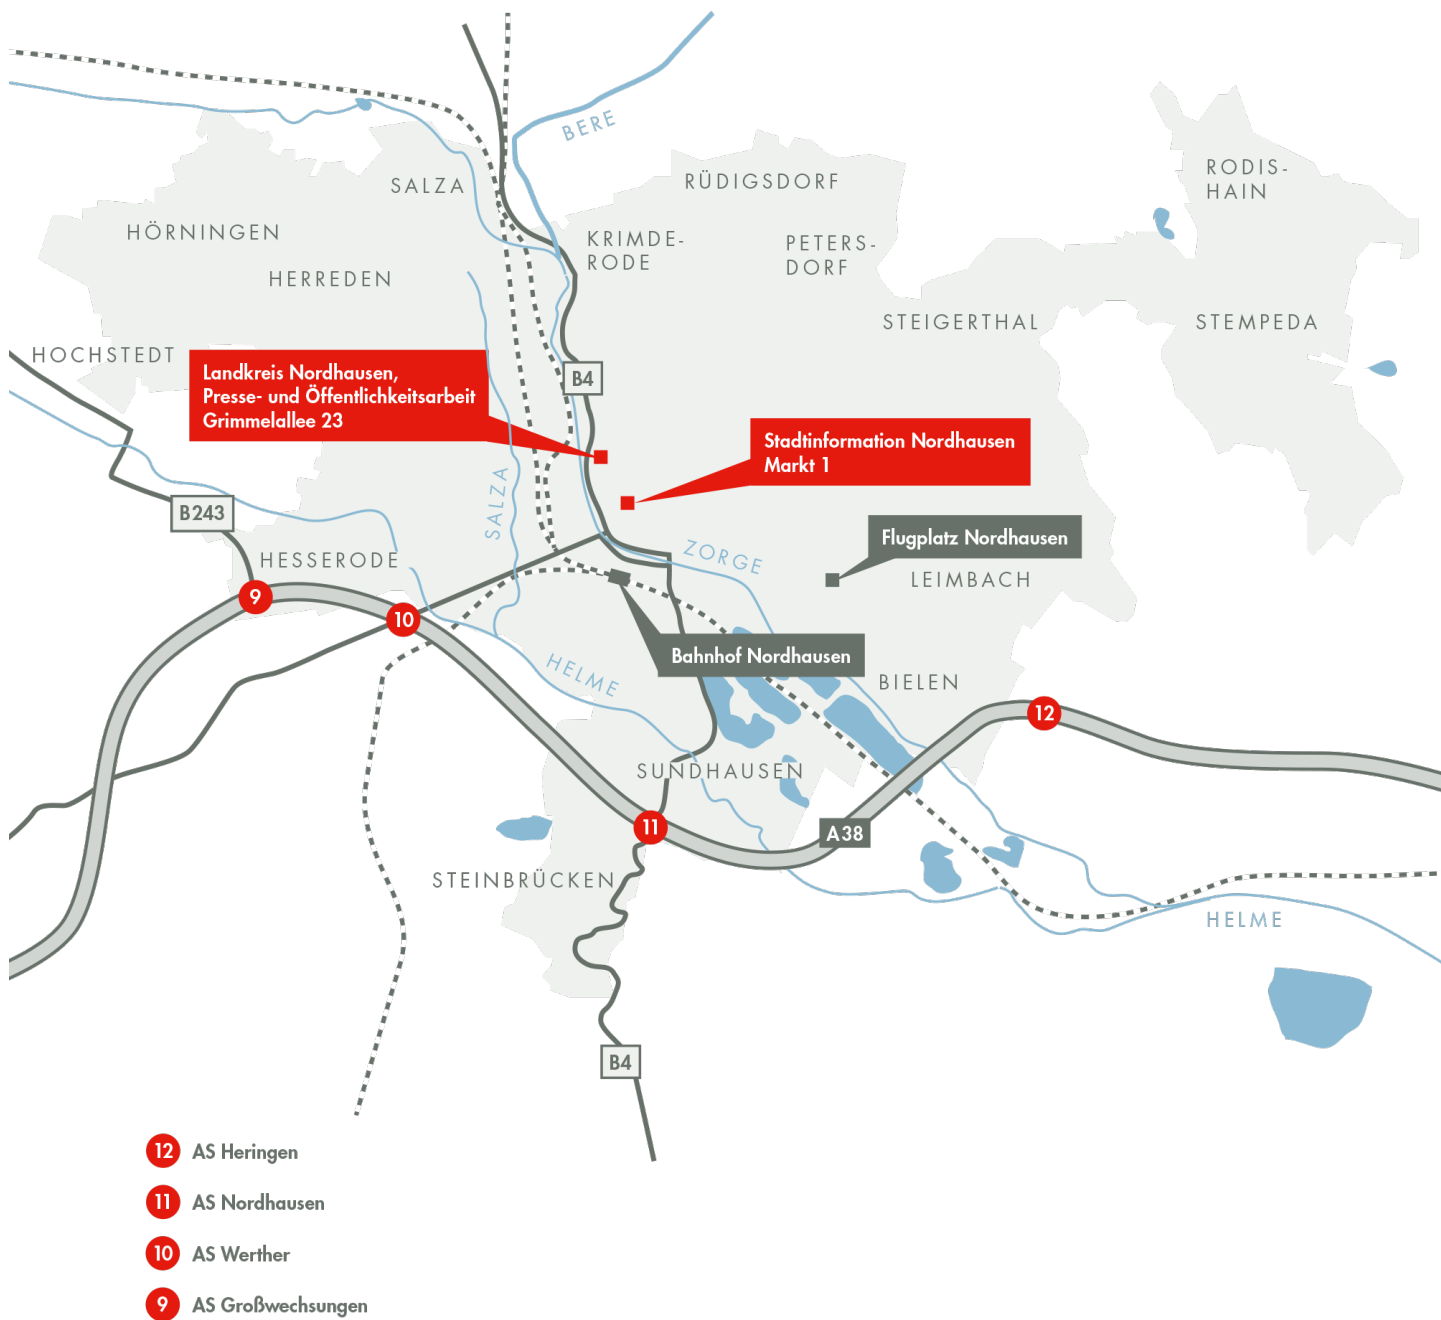 BERE
RODIS-
HAIN
SALZA
RÜDIGSDORF
HÖRNINGEN
KRIMDE-
RODE
PETERS-
DORF
HERREDEN
STEIGERTHAL
STEMPEDA
HOCHSTEDT
Landkreis Nordhausen,
Presse- und Öffentlichkeitsarbeit
Grimmelallee 23
B4
Stadtinformation Nordhausen
Markt 1
SALZA
B243
Flugplatz Nordhausen
HESSERODE
ZORGE
LEIMBACH
9
10
Bahnhof Nordhausen
HELME
BIELEN
12
SUNDHAUSEN
11
A38
STEINBRÜCKEN
HELME
B4
12 AS Heringen
11 AS Nordhausen
10 AS Werther
9 AS Großwechsungen